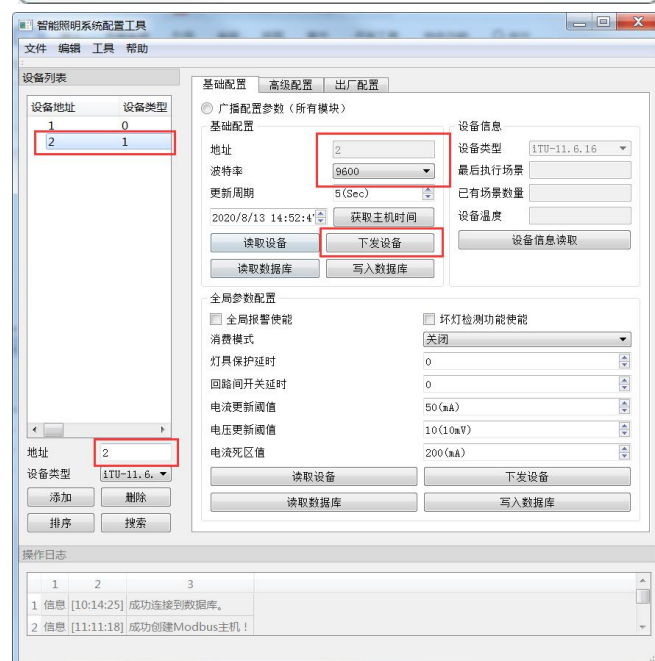 智能照明系统配置工具
文件 编辑 工具 帮助
设备列表
设备地址 设备类型
1 0
2 1
地址 2
设备类型 iTU-11.6.
添加 删除
排序 搜索
基础配置 高级配置 出厂配置
广播配置参数（所有模块）
基础配置
地址 2
波特率 9600
更新周期 5(Sec)
2020/8/13 14:52:4 获取主机时间
读取设备 下发设备
读取数据库 写入数据库
设备信息
设备类型 iTU-11.6.16
最后执行场景
已有场景数量
设备温度
设备信息读取
全局参数配置
全局报警使能 坏灯检测功能使能
消费模式 关闭
灯具保护延时 0
回路间开关延时 0
电流更新阈值 50(mA)
电压更新阈值 10(10mV)
电流死区值 200(mA)
读取设备 下发设备
读取数据库 写入数据库
操作日志
1 2 3
1 信息 [10:14:25] 成功连接到数据库。
2 信息 [11:11:18] 成功创建Modbus主机！